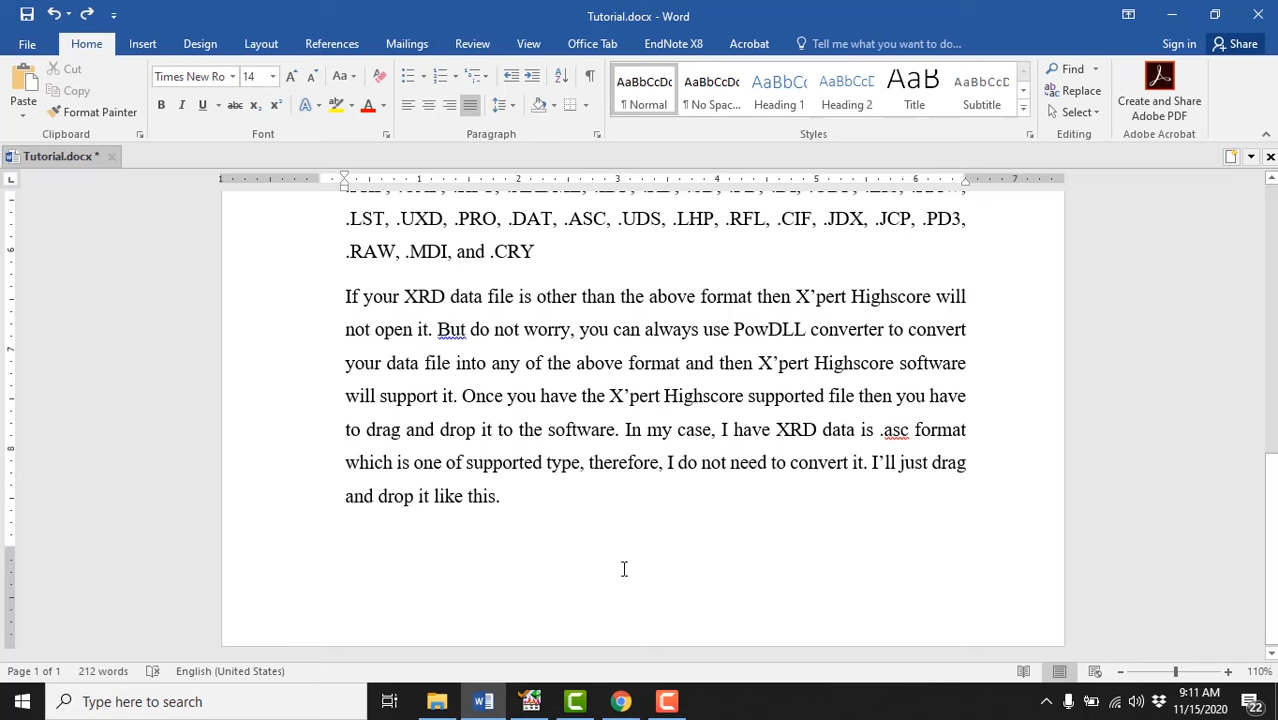 Tutorial.docx - Word
Sign in
Share
File
Home
Insert
Design
Layout
References
Mailings
Review
View
Office Tab
EndNote X8
Acrobat
Tell me what you want to do...
Paste
Cut
Copy
Format Painter
Clipboard
Times New Ro
14
Font
Paragraph
AaBbCcDc
¶ Normal
AaBbCcDc
¶ No Spac...
AaBbCc
Heading 1
AaBbCcD
Heading 2
AaB
Title
AaBbCcD
Subtitle
Styles
Find
Replace
Select
Editing
Create and Share
Adobe PDF
Adobe Acrobat
Tutorial.docx *
1 1 2 3 4 5 6 7
.LST, .UXD, .PRO, .DAT, .ASC, .UDS, .LHP, .RFL, .CIF, .JDX, .JCP, .PD3,
.RAW, .MDI, and .CRY
If your XRD data file is other than the above format then X’pert Highscore will
not open it. But do not worry, you can always use PowDLL converter to convert
your data file into any of the above format and then X’pert Highscore software
will support it. Once you have the X’pert Highscore supported file then you have
to drag and drop it to the software. In my case, I have XRD data is .asc format
which is one of supported type, therefore, I do not need to convert it. I’ll just drag
and drop it like this.
Page 1 of 1
212 words
English (United States)
110%
Type here to search
9:11 AM
11/15/2020
22